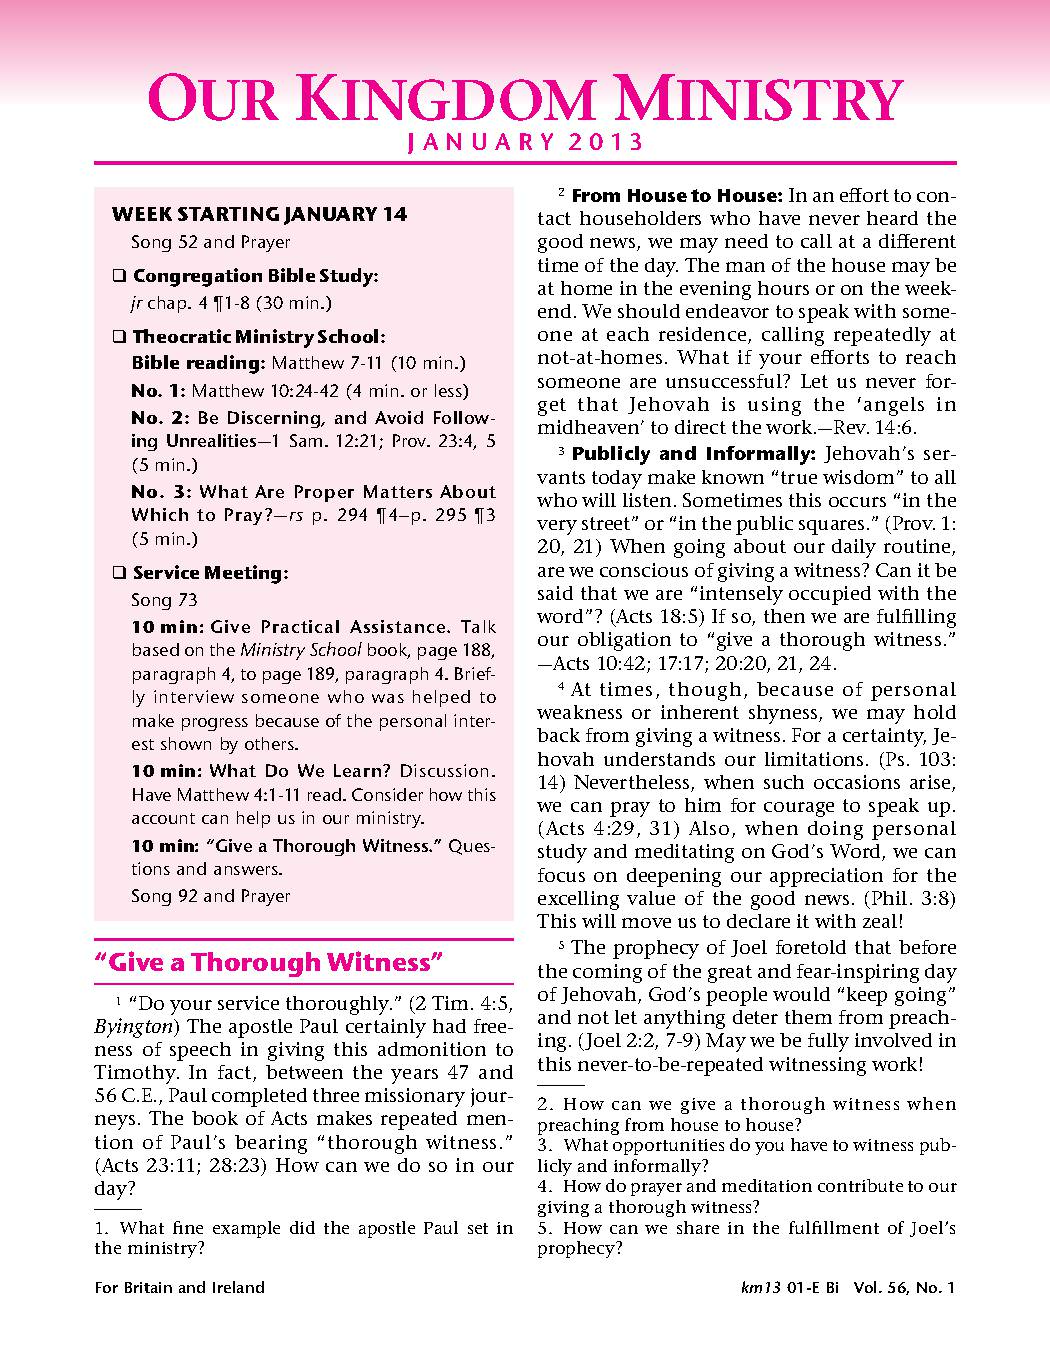 OUR KINGDOM MINISTRY
JANUARY 2013
WEEK STARTING JANUARY 14
Song 52 and Prayer
❑ Congregation Bible Study:
jr chap. 4 ¶1-8 (30 min.)
❑ Theocratic Ministry School:
Bible reading: Matthew 7-11 (10 min.)
No. 1: Matthew 10:24-42 (4 min. or less)
No. 2: Be Discerning, and Avoid Follow-
ing Unrealities—1 Sam. 12:21; Prov. 23:4, 5
(5 min.)
No. 3: What Are Proper Matters About
Which to Pray?—rs p. 294 ¶4–p. 295 ¶3
(5 min.)
❑ Service Meeting:
Song 73
10 min: Give Practical Assistance. Talk
based on the Ministry School book, page 188,
paragraph 4, to page 189, paragraph 4. Brief-
ly interview someone who was helped to
make progress because of the personal inter-
est shown by others.
10 min: What Do We Learn? Discussion.
Have Matthew 4:1-11 read. Consider how this
account can help us in our ministry.
10 min: “Give a Thorough Witness.” Ques-
tions and answers.
Song 92 and Prayer
“Give a Thorough Witness”
1 “Do your service thoroughly.” (2 Tim. 4:5,
Byington) The apostle Paul certainly had free-
ness of speech in giving this admonition to
Timothy. In fact, between the years 47 and
56 C.E., Paul completed three missionary jour-
neys. The book of Acts makes repeated men-
tion of Paul’s bearing “thorough witness.”
(Acts 23:11; 28:23) How can we do so in our
day?
1. What fine example did the apostle Paul set in
the ministry?
2 From House to House: In an effort to con-
tact householders who have never heard the
good news, we may need to call at a different
time of the day. The man of the house may be
at home in the evening hours or on the week-
end. We should endeavor to speak with some-
one at each residence, calling repeatedly at
not-at-homes. What if your efforts to reach
someone are unsuccessful? Let us never for-
get that Jehovah is using the ‘angels in
midheaven’ to direct the work.—Rev. 14:6.
3 Publicly and Informally: Jehovah’s ser-
vants today make known “true wisdom” to all
who will listen. Sometimes this occurs “in the
very street” or “in the public squares.” (Prov. 1:
20, 21) When going about our daily routine,
are we conscious of giving a witness? Can it be
said that we are “intensely occupied with the
word”? (Acts 18:5) If so, then we are fulfilling
our obligation to “give a thorough witness.”
—Acts 10:42; 17:17; 20:20, 21, 24.
4 At times, though, because of personal
weakness or inherent shyness, we may hold
back from giving a witness. For a certainty, Je-
hovah understands our limitations. (Ps. 103:
14) Nevertheless, when such occasions arise,
we can pray to him for courage to speak up.
(Acts 4:29, 31) Also, when doing personal
study and meditating on God’s Word, we can
focus on deepening our appreciation for the
excelling value of the good news. (Phil. 3:8)
This will move us to declare it with zeal!
5 The prophecy of Joel foretold that before
the coming of the great and fear-inspiring day
of Jehovah, God’s people would “keep going”
and not let anything deter them from preach-
ing. (Joel 2:2, 7-9) May we be fully involved in
this never-to-be-repeated witnessing work!
2. How can we give a thorough witness when
preaching from house to house?
3. What opportunities do you have to witness pub-
licly and informally?
4. How do prayer and meditation contribute to our
giving a thorough witness?
5. How can we share in the fulfillment of Joel’s
prophecy?
For Britain and Ireland
km13 01-E Bi Vol. 56, No. 1